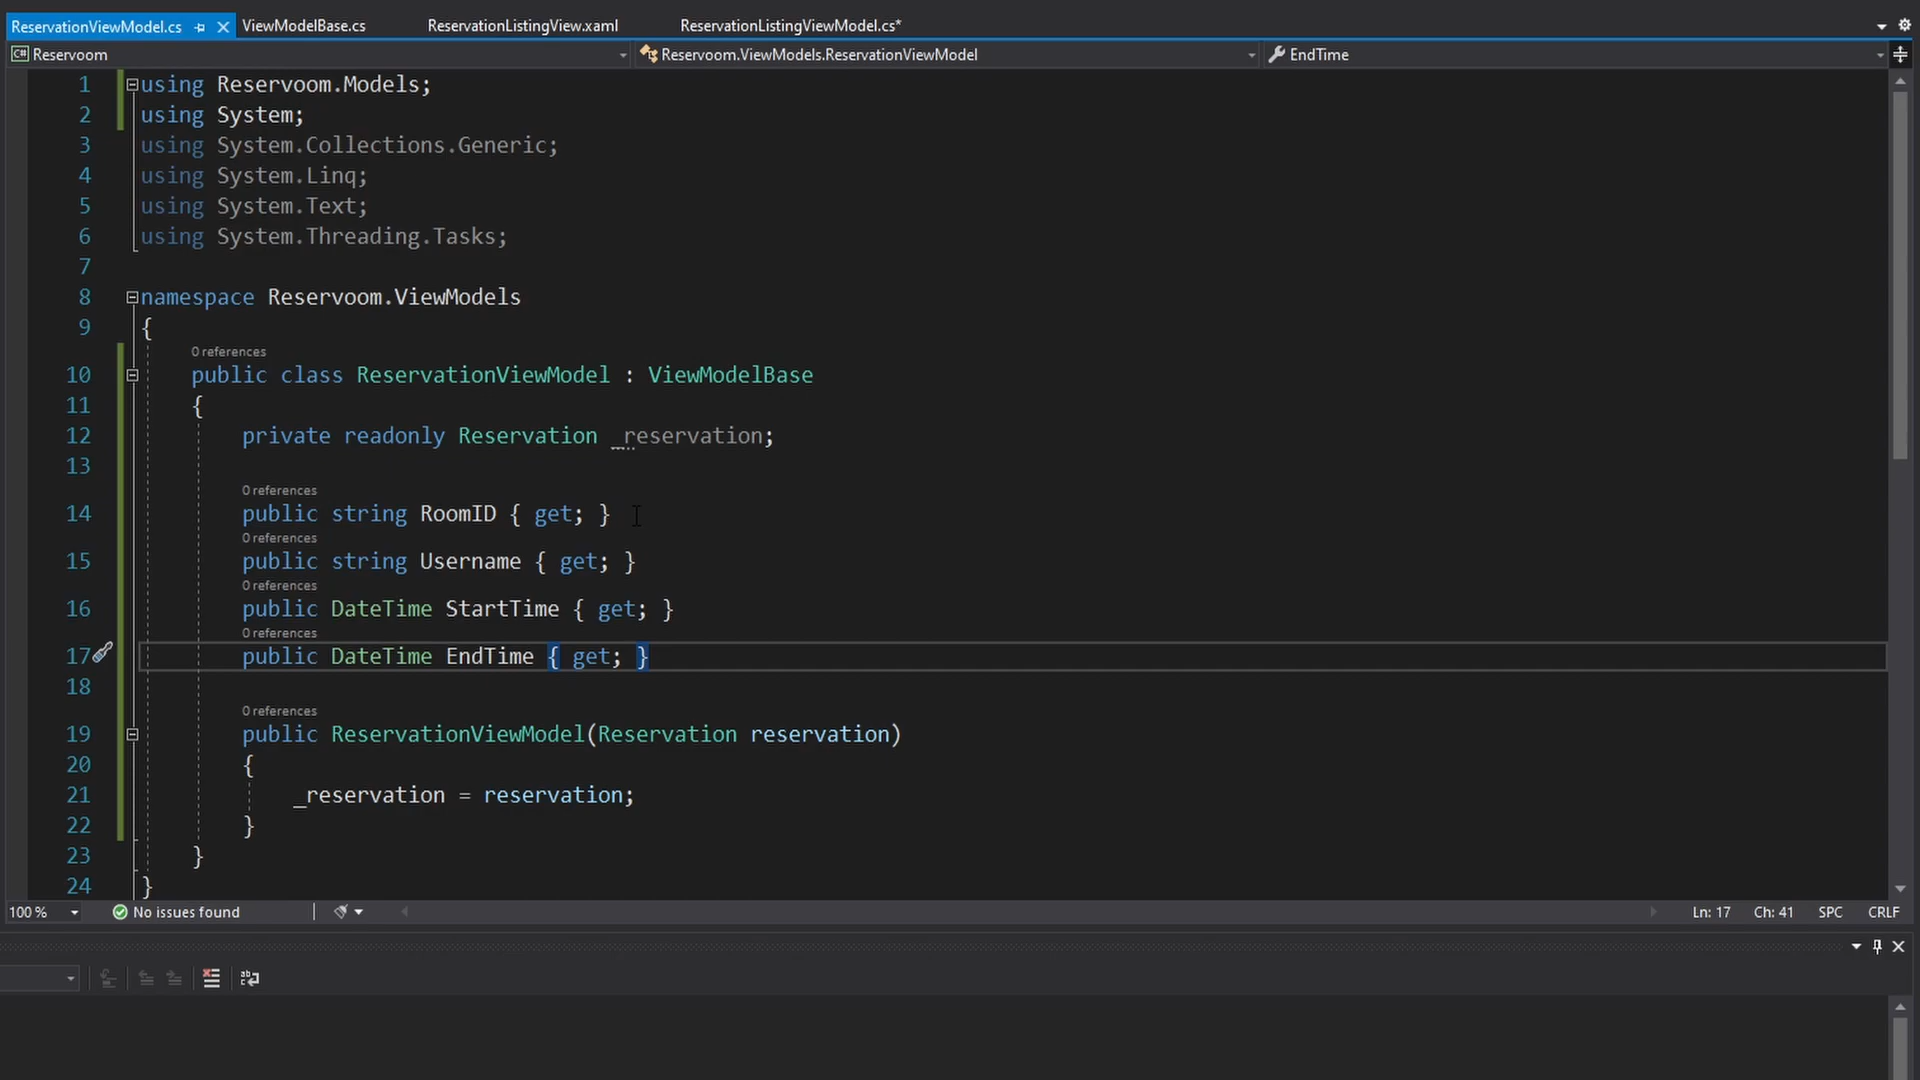 ReservationViewModel.cs ViewModelBase.cs ReservationListingView.xaml ReservationListingViewModel.cs*
C# Reservoom Reservoom.ViewModels.ReservationViewModel EndTime
1 using Reservoom.Models;
2 using System;
3 using System.Collections.Generic;
4 using System.Linq;
5 using System.Text;
6 using System.Threading.Tasks;
7
8 namespace Reservoom.ViewModels
9 {
0 references
10 public class ReservationViewModel : ViewModelBase
11 {
12 private readonly Reservation _reservation;
13
0 references
14 public string RoomID { get; }
0 references
15 public string Username { get; }
0 references
16 public DateTime StartTime { get; }
0 references
17 public DateTime EndTime { get; }
18
0 references
19 public ReservationViewModel(Reservation reservation)
20 {
21 _reservation = reservation;
22 }
23 }
24 }
100 % No issues found Ln: 17 Ch: 41 SPC CRLF